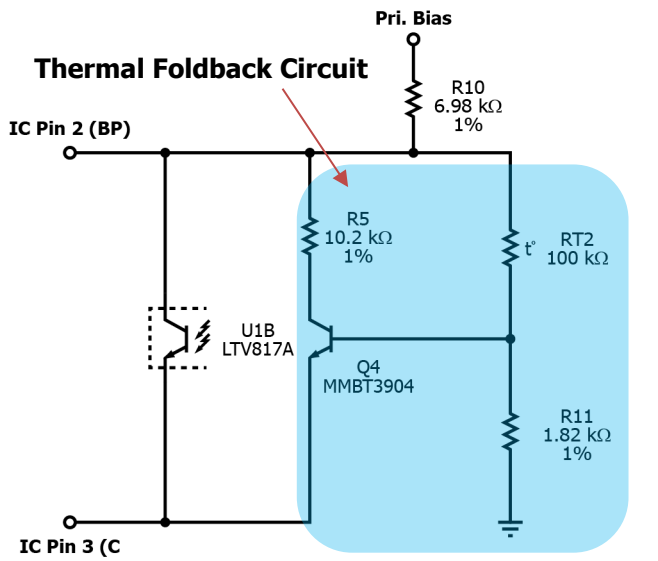 Pri. Bias
Thermal Foldback Circuit
R10
6.98 kΩ
1%
IC Pin 2 (BP)
R5
10.2 kΩ
1%
t°
RT2
100 kΩ
U1B
LTV817A
Q4
MMBT3904
R11
1.82 kΩ
1%
IC Pin 3 (C